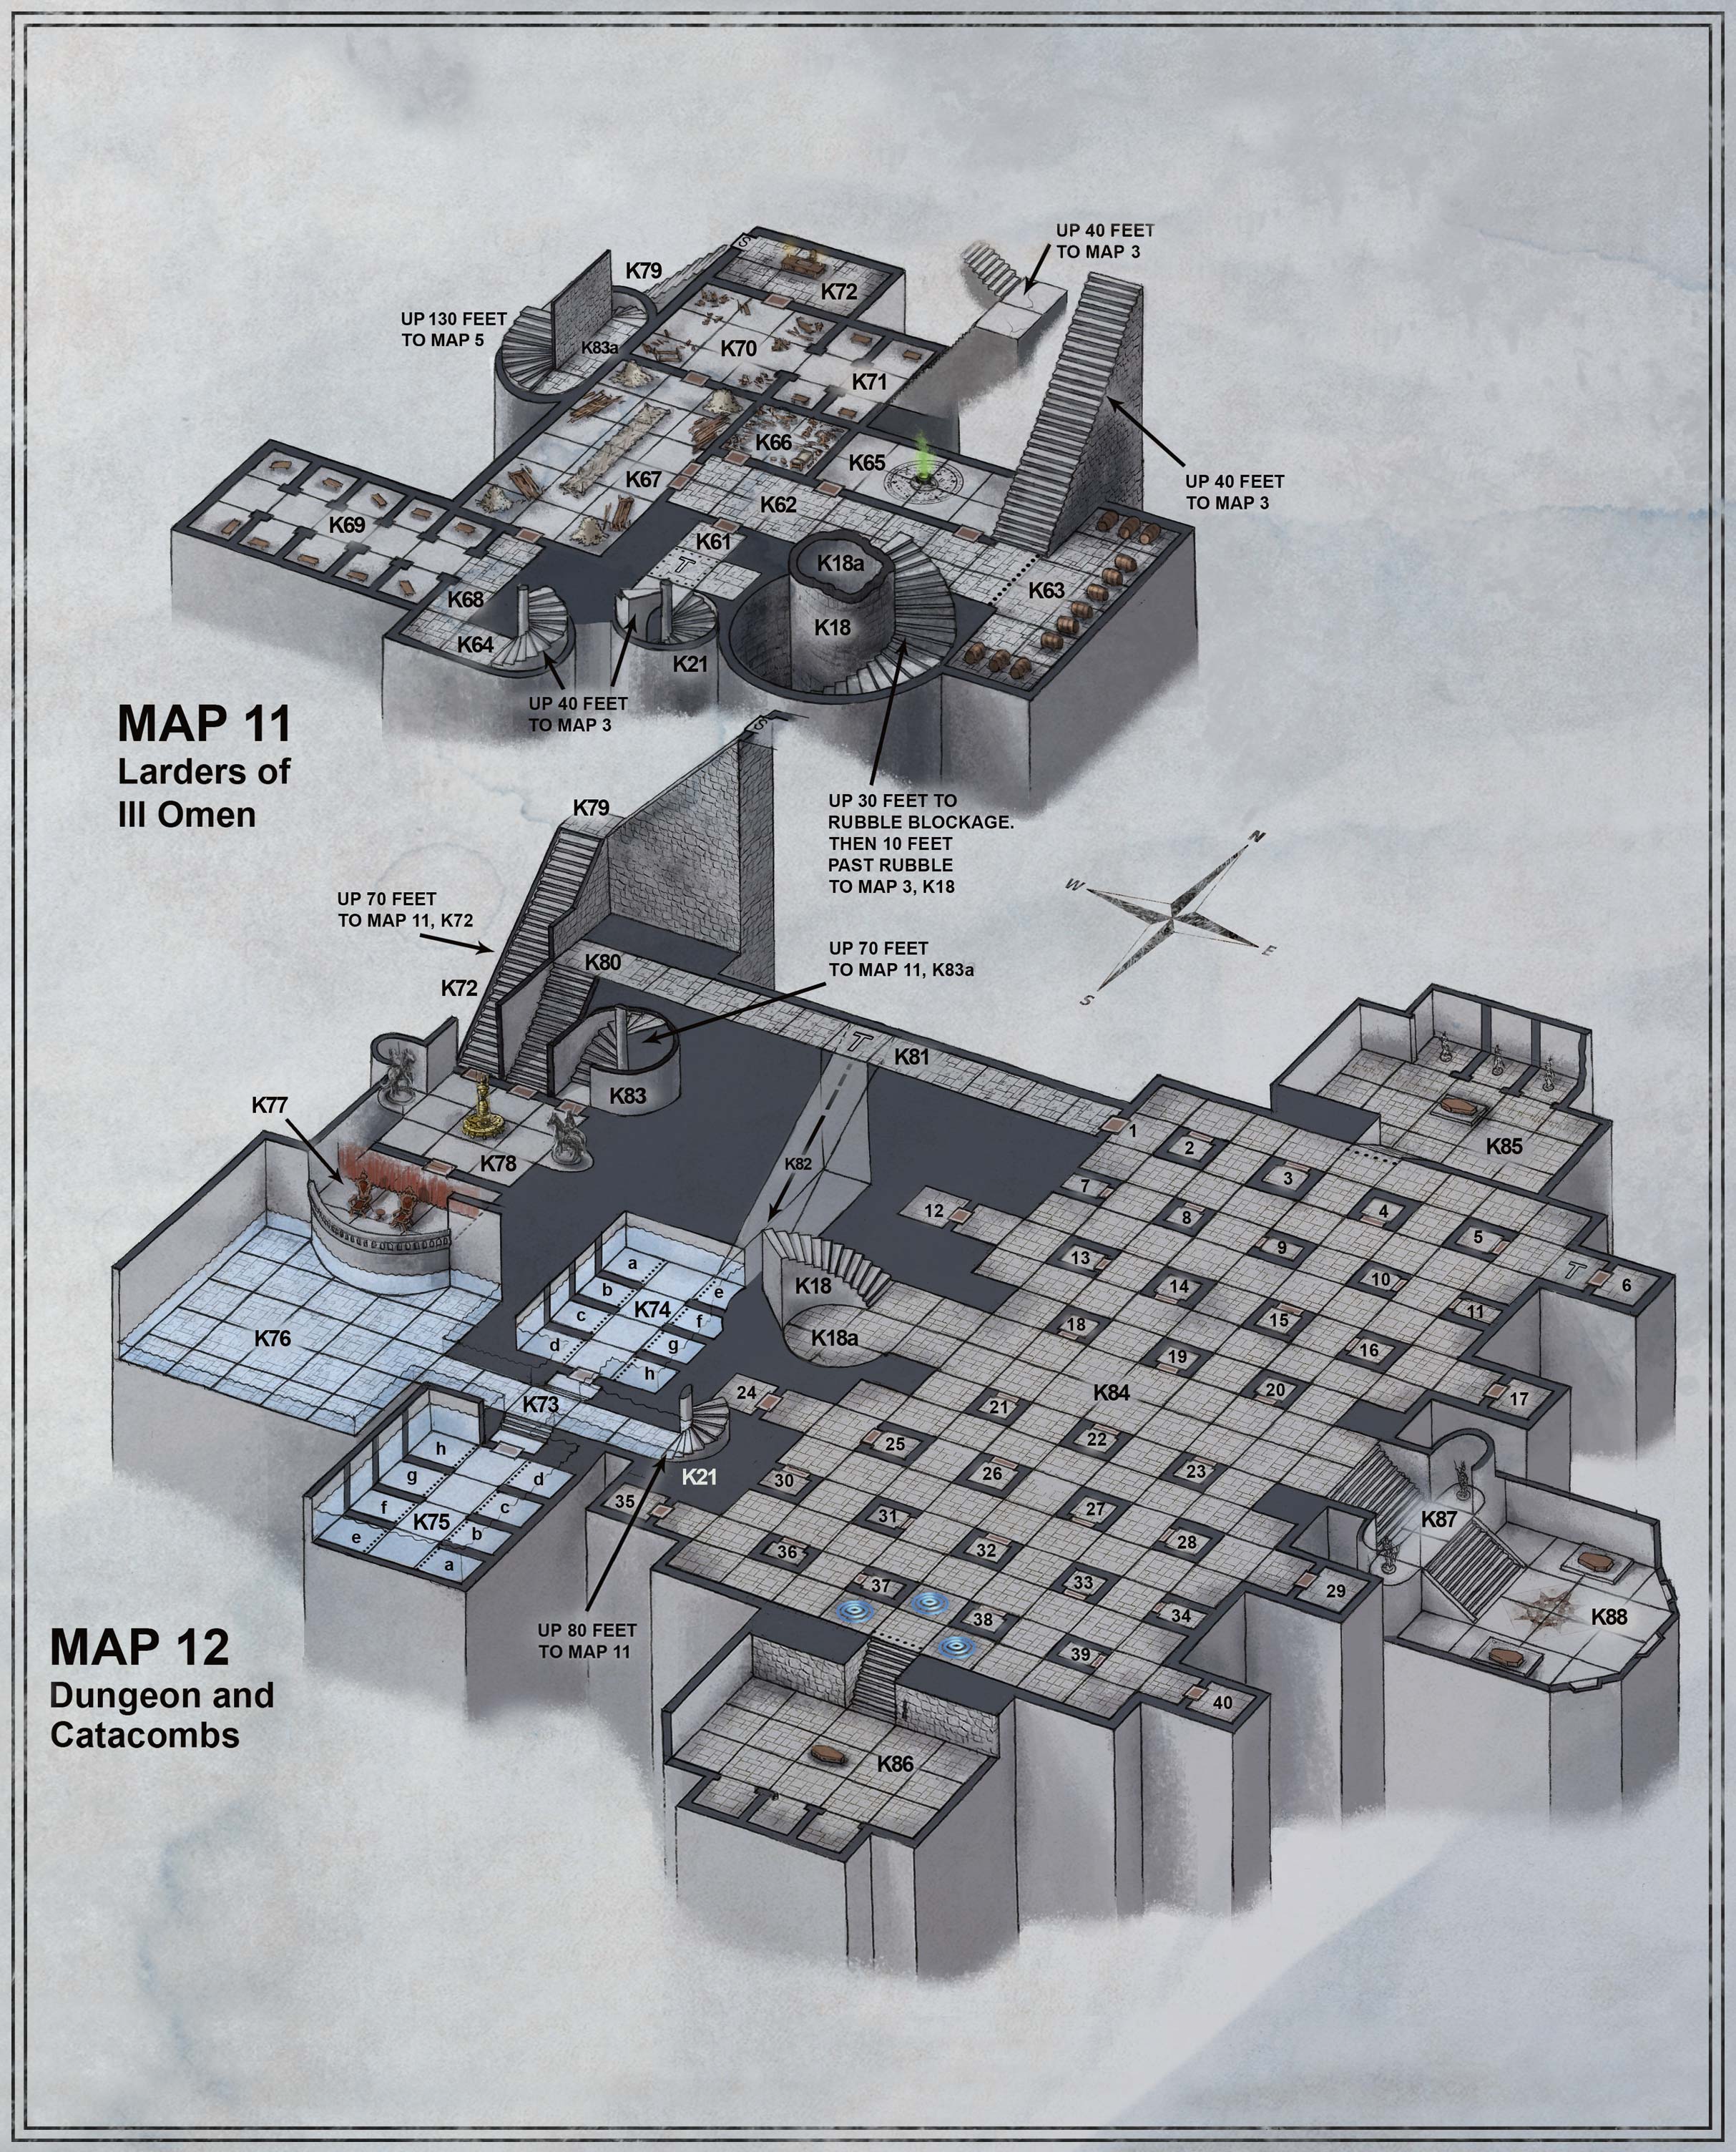 UP 40 FEET
TO MAP 3
K79
K72
S
UP 130 FEET
TO MAP 5
K83a
K70
K71
K66
K65
K67
UP 40 FEET
TO MAP 3
K62
K69
K61
T
K18a
K63
K68
K18
K64
K21
UP 40 FEET
TO MAP 3
MAP 11
Larders of
Ill Omen
S
UP 30 FEET TO
RUBBLE BLOCKAGE.
THEN 10 FEET
PAST RUBBLE
TO MAP 3, K18
K79
N
W
E
S
UP 70 FEET
TO MAP 11, K72
UP 70 FEET
TO MAP 11, K83a
K80
K72
T
K81
K83
K77
K78
K82
1
2
3
4
5
6
T
K85
7
8
9
10
11
12
13
14
15
16
17
18
19
20
K74
a
b
c
d
e
f
g
h
K18
K18a
K76
K73
K84
21
22
23
24
25
26
27
28
29
K21
K75
h
g
f
e
d
c
b
a
30
31
32
33
34
35
36
37
38
39
40
K87
K88
UP 80 FEET
TO MAP 11
K86
MAP 12
Dungeon and
Catacombs